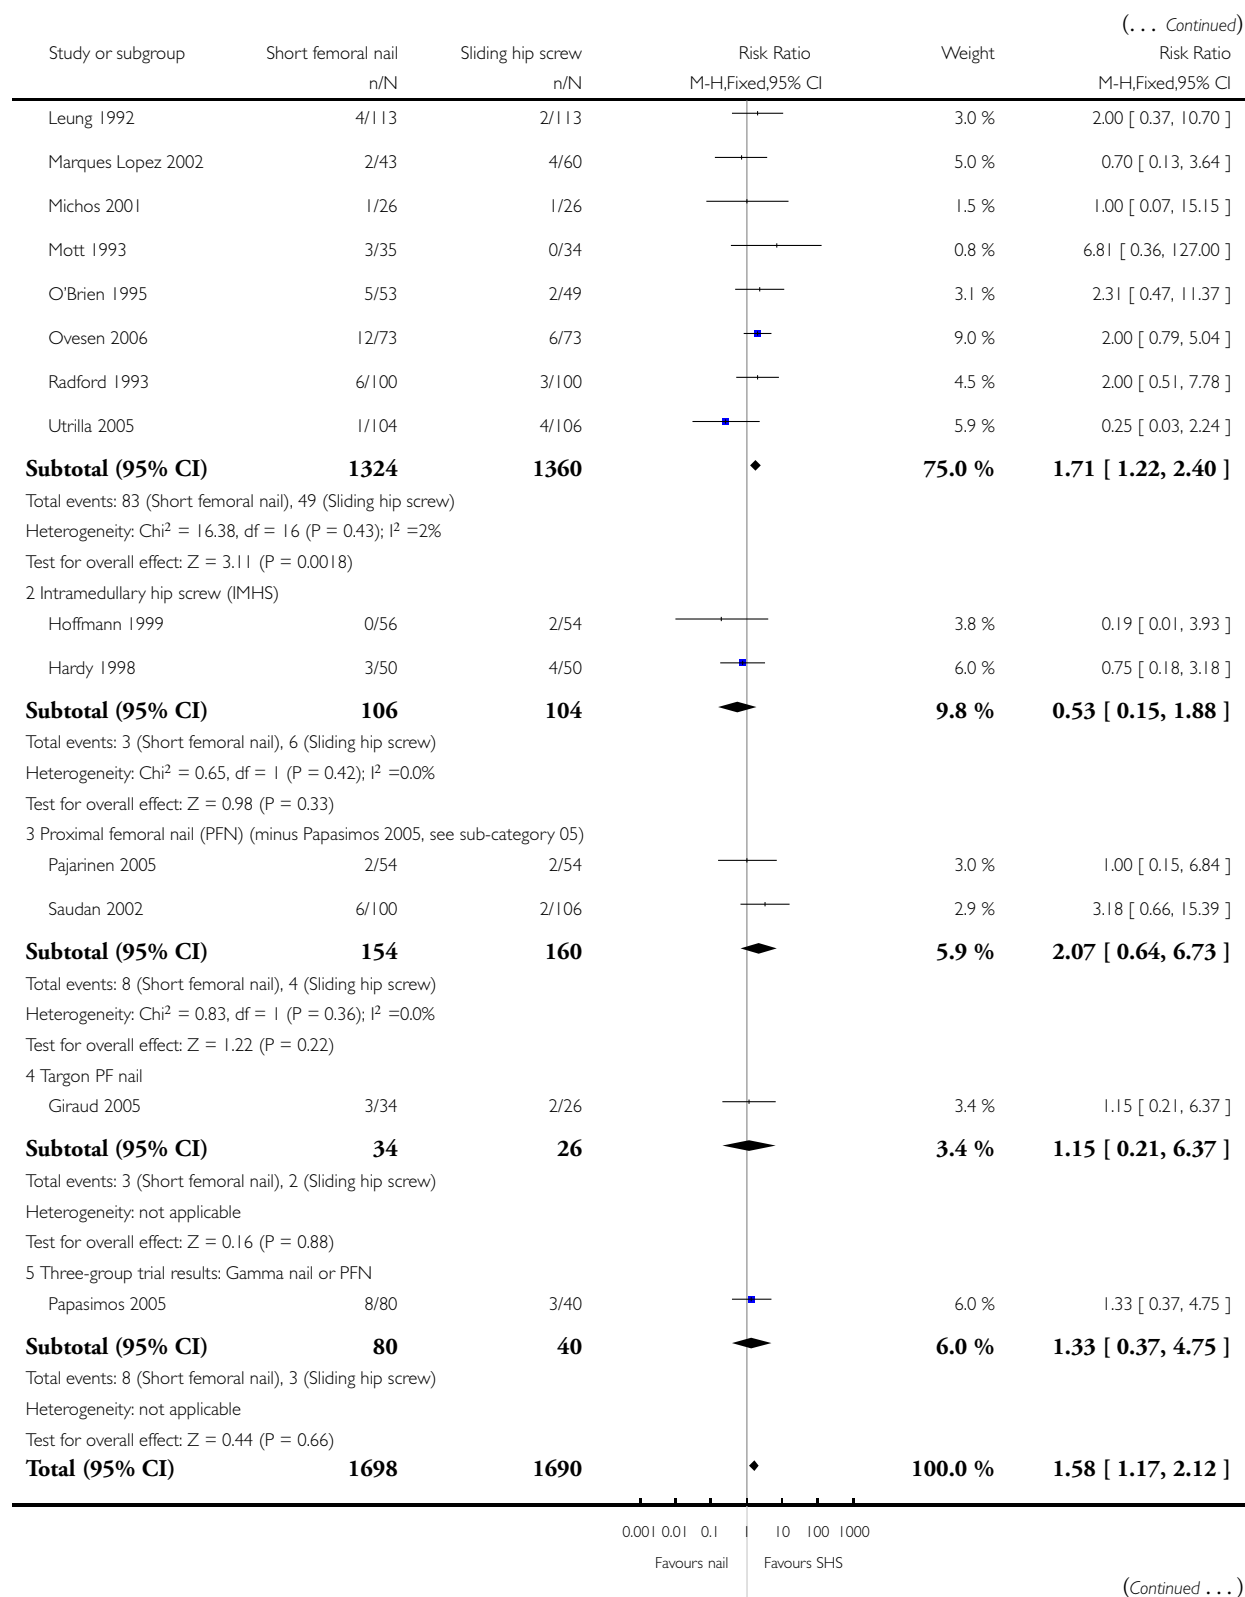 (... Continued)
Study or subgroup Short femoral nail Sliding hip screw Risk Ratio Weight Risk Ratio
n/N n/N M-H,Fixed,95% CI M-H,Fixed,95% CI
Leung 1992 4/113 2/113 3.0 % 2.00 [ 0.37, 10.70 ]
Marques Lopez 2002 2/43 4/60 5.0 % 0.70 [ 0.13, 3.64 ]
Michos 2001 1/26 1/26 1.5 % 1.00 [ 0.07, 15.15 ]
Mott 1993 3/35 0/34 0.8 % 6.81 [ 0.36, 127.00 ]
O'Brien 1995 5/53 2/49 3.1 % 2.31 [ 0.47, 11.37 ]
Ovesen 2006 12/73 6/73 9.0 % 2.00 [ 0.79, 5.04 ]
Radford 1993 6/100 3/100 4.5 % 2.00 [ 0.51, 7.78 ]
Utrilla 2005 1/104 4/106 5.9 % 0.25 [ 0.03, 2.24 ]
Subtotal (95% CI) 1324 1360 75.0 % 1.71 [ 1.22, 2.40 ]
Total events: 83 (Short femoral nail), 49 (Sliding hip screw)
Heterogeneity: Chi² = 16.38, df = 16 (P = 0.43); I² =2%
Test for overall effect: Z = 3.11 (P = 0.0018)
2 Intramedullary hip screw (IMHS)
Hoffmann 1999 0/56 2/54 3.8 % 0.19 [ 0.01, 3.93 ]
Hardy 1998 3/50 4/50 6.0 % 0.75 [ 0.18, 3.18 ]
Subtotal (95% CI) 106 104 9.8 % 0.53 [ 0.15, 1.88 ]
Total events: 3 (Short femoral nail), 6 (Sliding hip screw)
Heterogeneity: Chi² = 0.65, df = 1 (P = 0.42); I² =0.0%
Test for overall effect: Z = 0.98 (P = 0.33)
3 Proximal femoral nail (PFN) (minus Papasimos 2005, see sub-category 05)
Pajarinen 2005 2/54 2/54 3.0 % 1.00 [ 0.15, 6.84 ]
Saudan 2002 6/100 2/106 2.9 % 3.18 [ 0.66, 15.39 ]
Subtotal (95% CI) 154 160 5.9 % 2.07 [ 0.64, 6.73 ]
Total events: 8 (Short femoral nail), 4 (Sliding hip screw)
Heterogeneity: Chi² = 0.83, df = 1 (P = 0.36); I² =0.0%
Test for overall effect: Z = 1.22 (P = 0.22)
4 Targon PF nail
Giraud 2005 3/34 2/26 3.4 % 1.15 [ 0.21, 6.37 ]
Subtotal (95% CI) 34 26 3.4 % 1.15 [ 0.21, 6.37 ]
Total events: 3 (Short femoral nail), 2 (Sliding hip screw)
Heterogeneity: not applicable
Test for overall effect: Z = 0.16 (P = 0.88)
5 Three-group trial results: Gamma nail or PFN
Papasimos 2005 8/80 3/40 6.0 % 1.33 [ 0.37, 4.75 ]
Subtotal (95% CI) 80 40 6.0 % 1.33 [ 0.37, 4.75 ]
Total events: 8 (Short femoral nail), 3 (Sliding hip screw)
Heterogeneity: not applicable
Test for overall effect: Z = 0.44 (P = 0.66)
Total (95% CI) 1698 1690 100.0 % 1.58 [ 1.17, 2.12 ]
0.001 0.01 0.1 1 10 100 1000
Favours nail Favours SHS
(Continued ...)